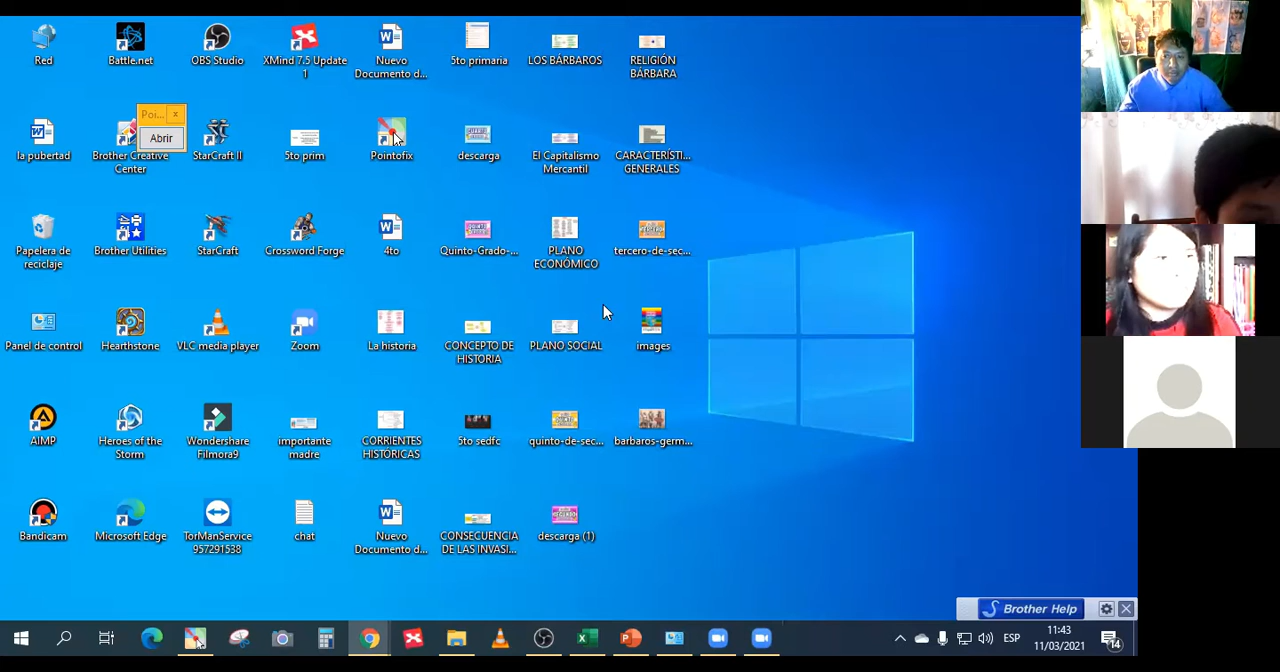 Red
Battle.net
OBS Studio
XMind 7.5 Update
1
Nuevo
Documento d...
5to primaria
LOS BÁRBAROS
RELIGIÓN
BÁRBARA
Poi... x
Abrir
la pubertad
Brother Creative
Center
StarCraft II
5to prim
Pointofix
descarga
El Capitalismo
Mercantil
CARACTERÍSTI...
GENERALES
Papelera de
reciclaje
Brother Utilities
StarCraft
Crossword Forge
4to
Quinto-Grado-...
PLANO
ECONÓMICO
tercero-de-sec...
Panel de control
Hearthstone
VLC media player
Zoom
La historia
CONCEPTO DE
HISTORIA
PLANO SOCIAL
images
AIMP
Heroes of the
Storm
Wondershare
Filmora9
importante
madre
CORRIENTES
HISTÓRICAS
5to sedfc
quinto-de-sec...
barbaros-germ...
Bandicam
Microsoft Edge
TorManService
957291538
chat
Nuevo
Documento d...
CONSECUENCIA
DE LAS INVASI...
descarga (1)
Brother Help
ESP
11:43
11/03/2021
14